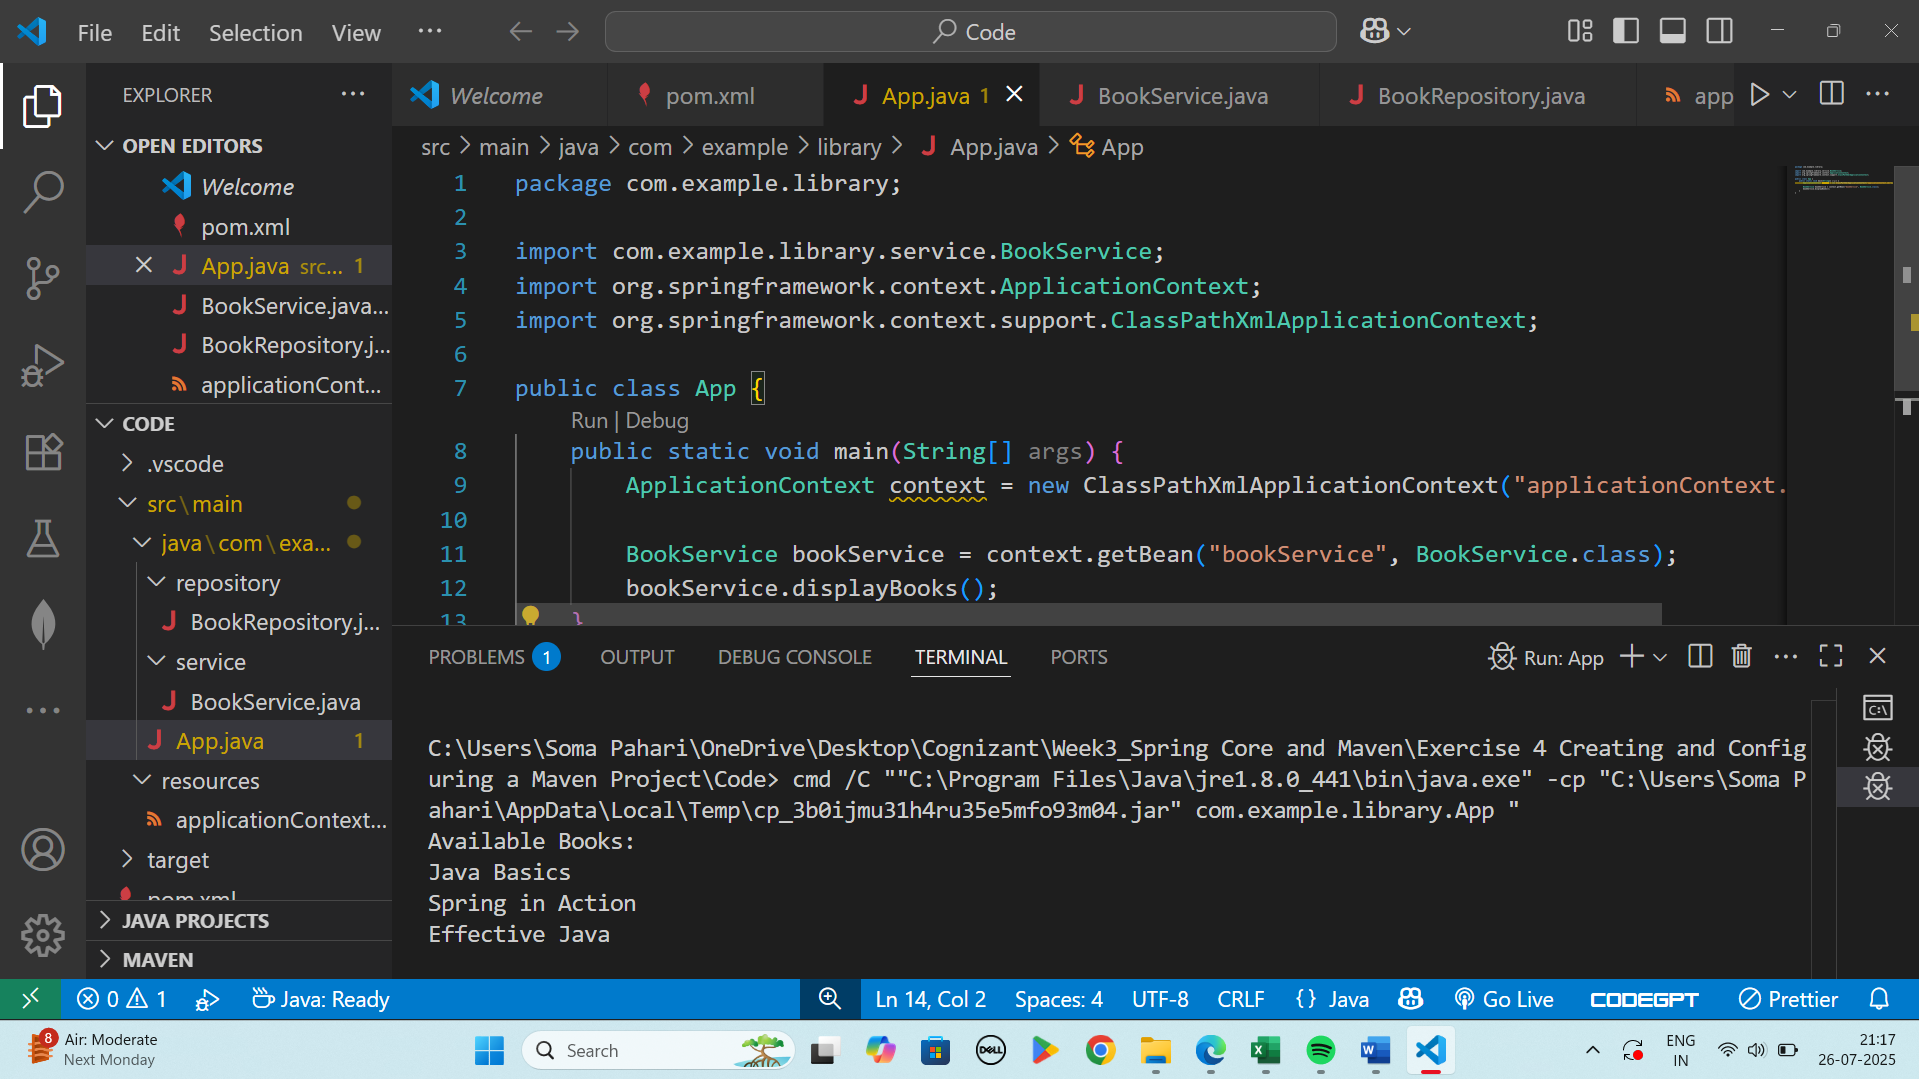 File Edit Selection View ... Code
EXPLORER ...
OPEN EDITORS
Welcome
pom.xml
App.java src... 1
BookService.java...
BookRepository.j...
applicationCont...
CODE
.vscode
src\main
java\com\exa...
repository
BookRepository.j...
service
BookService.java
App.java 1
resources
applicationContext...
target
pom.xml
JAVA PROJECTS
MAVEN
Welcome pom.xml App.java 1 BookService.java BookRepository.java app
src > main > java > com > example > library > App.java > App
1 package com.example.library;
2
3 import com.example.library.service.BookService;
4 import org.springframework.context.ApplicationContext;
5 import org.springframework.context.support.ClassPathXmlApplicationContext;
6
7 public class App {
Run | Debug
8 public static void main(String[] args) {
9 ApplicationContext context = new ClassPathXmlApplicationContext("applicationContext.
10
11 BookService bookService = context.getBean("bookService", BookService.class);
12 bookService.displayBooks();
13 }
PROBLEMS 1 OUTPUT DEBUG CONSOLE TERMINAL PORTS Run: App
C:\Users\Soma Pahari\OneDrive\Desktop\Cognizant\Week3_Spring Core and Maven\Exercise 4 Creating and Config
uring a Maven Project\Code> cmd /C ""C:\Program Files\Java\jre1.8.0_441\bin\java.exe" -cp "C:\Users\Soma P
ahari\AppData\Local\Temp\cp_3b0ijmu31h4ru35e5mfo93m04.jar" com.example.library.App "
Available Books:
Java Basics
Spring in Action
Effective Java
0 1 Java: Ready Ln 14, Col 2 Spaces: 4 UTF-8 CRLF {} Java Go Live CODEGPT Prettier
8 Air: Moderate
Next Monday
Search
DELL
ENG
IN
21:17
26-07-2025